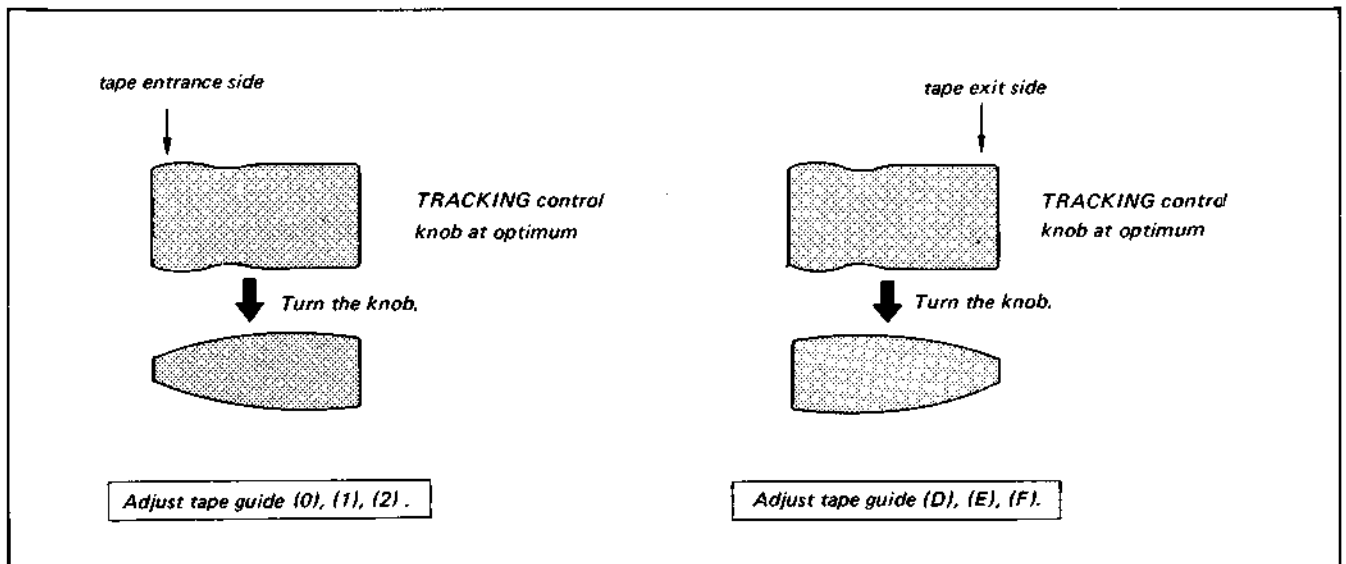 tape entrance side
TRACKING control
knob at optimum
Turn the knob.
Adjust tape guide (0), (1), (2) .
tape exit side
TRACKING control
knob at optimum
Turn the knob.
Adjust tape guide (D), (E), (F).